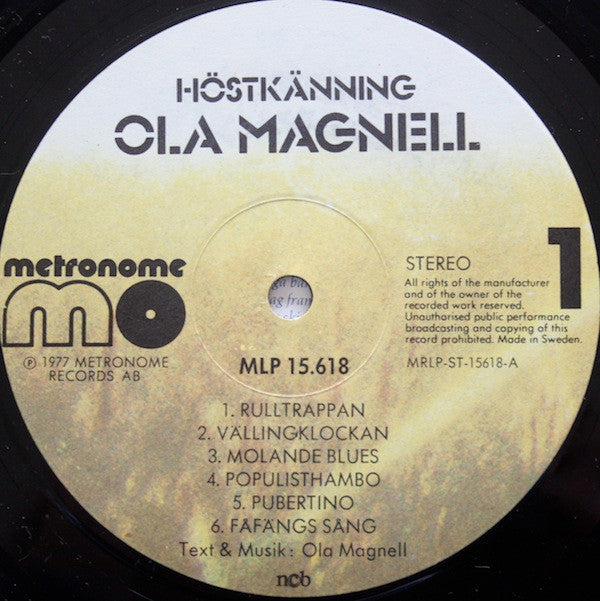 HÖSTKÄNNING
OLA MAGNELL
metronome
mo
℗ 1977 METRONOME
RECORDS AB
STEREO
1
All rights of the manufacturer
and of the owner of the
recorded work reserved.
Unauthorised public performance
broadcasting and copying of this
record prohibited. Made in Sweden.
MRLP-ST-15618-A
MLP 15.618
1. RULLTRAPPAN
2. VÄLLINGKLOCKAN
3. MOLANDE BLUES
4. POPULISTHAMBO
5. PUBERTINO
6. FÅFÄNGS SÅNG
Text & Musik: Ola Magnell
ncb